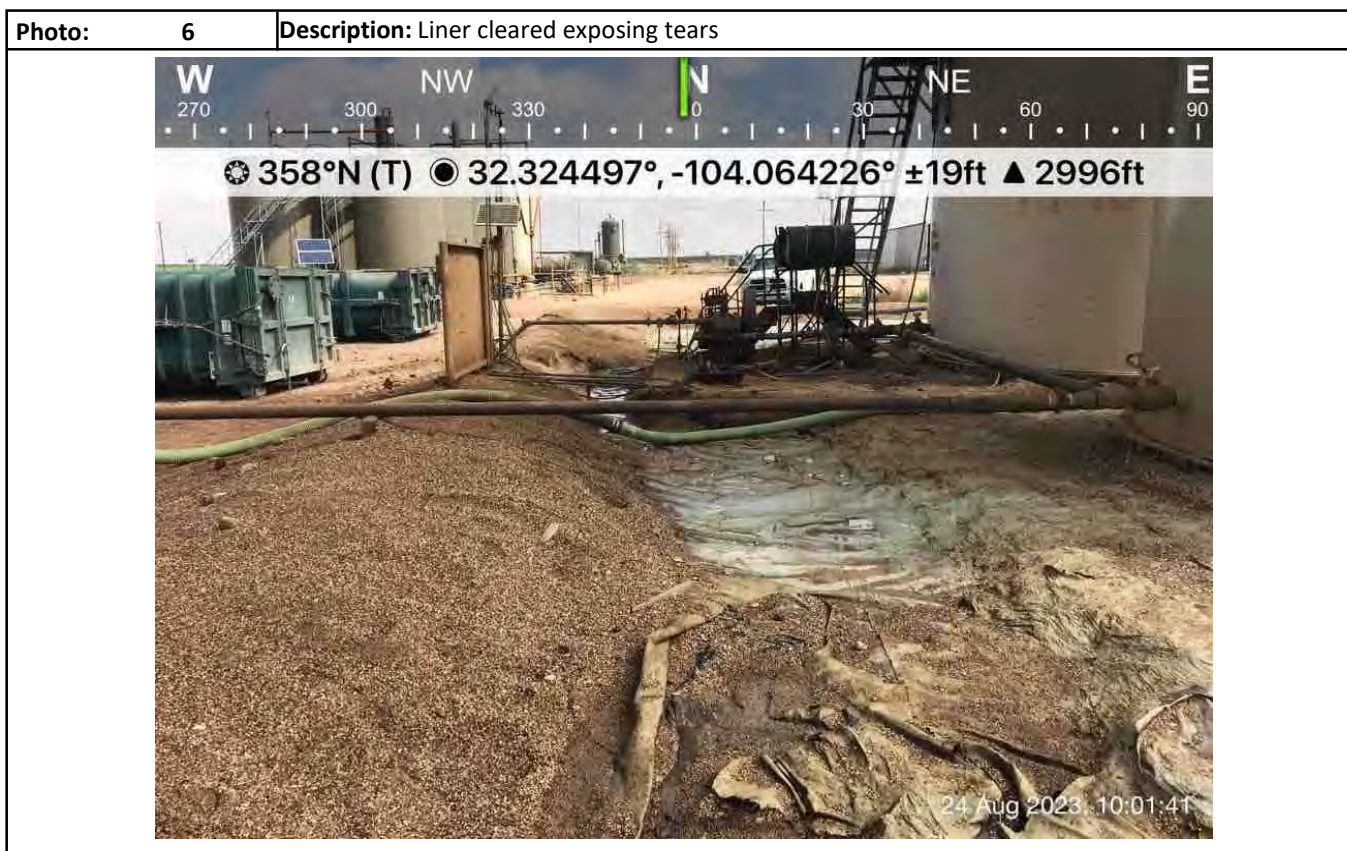 Photo: 6 Description: Liner cleared exposing tears
W NW N NE E
270 300 330 0 30 60 90
358°N (T) 32.324497°, -104.064226° ±19ft ▲ 2996ft
24 Aug 2023, 10:01:41